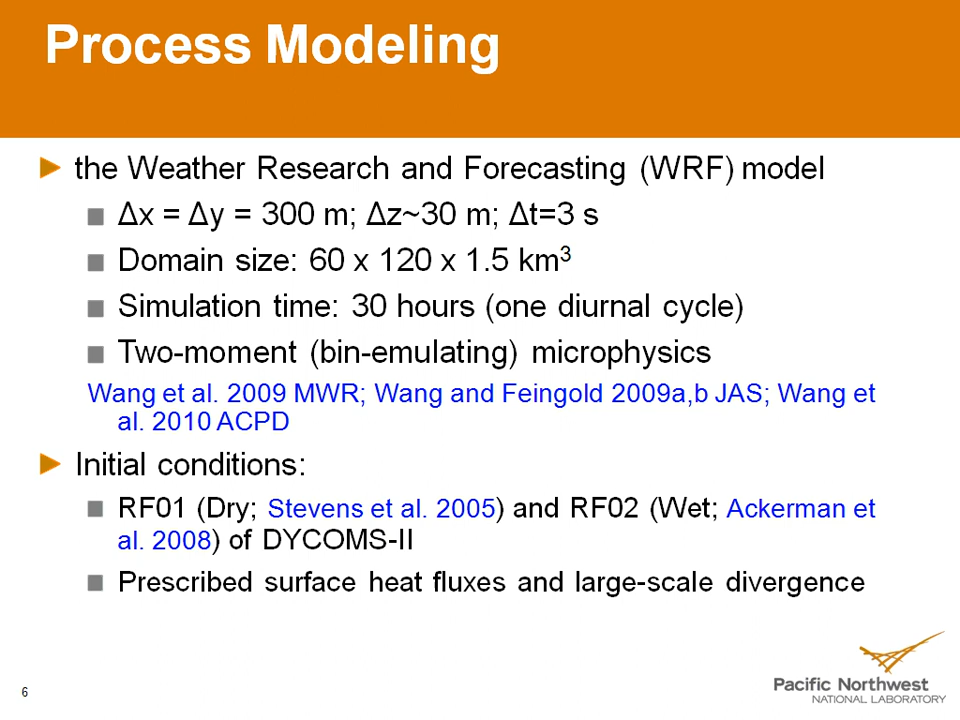 Process Modeling
the Weather Research and Forecasting (WRF) model
Δx = Δy = 300 m; Δz~30 m; Δt=3 s
Domain size: 60 x 120 x 1.5 km³
Simulation time: 30 hours (one diurnal cycle)
Two-moment (bin-emulating) microphysics
Wang et al. 2009 MWR; Wang and Feingold 2009a,b JAS; Wang et
al. 2010 ACPD
Initial conditions:
RF01 (Dry; Stevens et al. 2005) and RF02 (Wet; Ackerman et
al. 2008) of DYCOMS-II
Prescribed surface heat fluxes and large-scale divergence
6
Pacific Northwest
NATIONAL LABORATORY